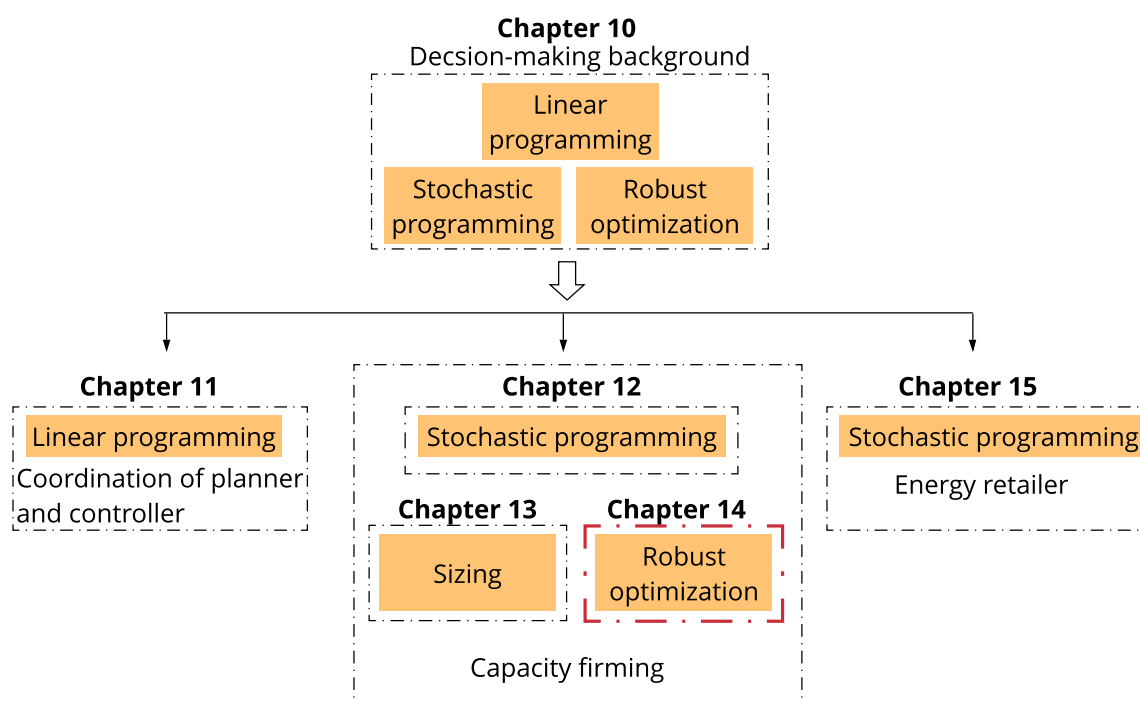 Chapter 10
Decsion-making background
Linear
programming
Stochastic
programming
Robust
optimization
Chapter 11
Linear programming
Coordination of planner
and controller
Chapter 12
Stochastic programming
Chapter 13
Sizing
Chapter 14
Robust
optimization
Capacity firming
Chapter 15
Stochastic programming
Energy retailer